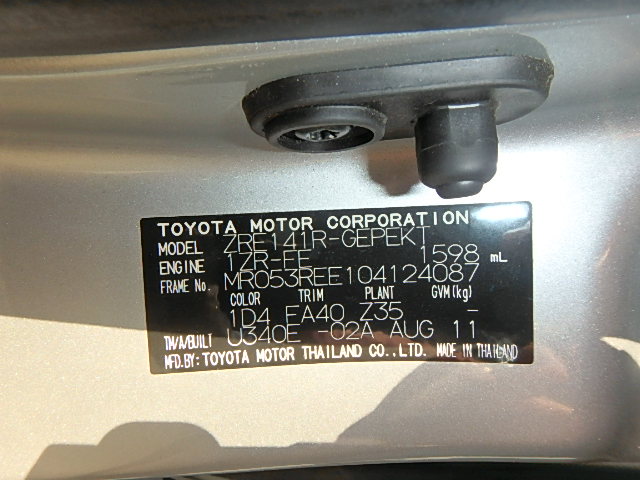 TOYOTA MOTOR CORPORATION
MODEL ZRE141R-GEPEKT
ENGINE 1ZR-FE 1598 mL
FRAME No. MR053REE104124087
COLOR TRIM PLANT GVM(kg)
1D4 FA40 Z35 -
TM/A/BUILT U340E -02A AUG 11
MFD.BY: TOYOTA MOTOR THAILAND CO.,LTD. MADE IN THAILAND